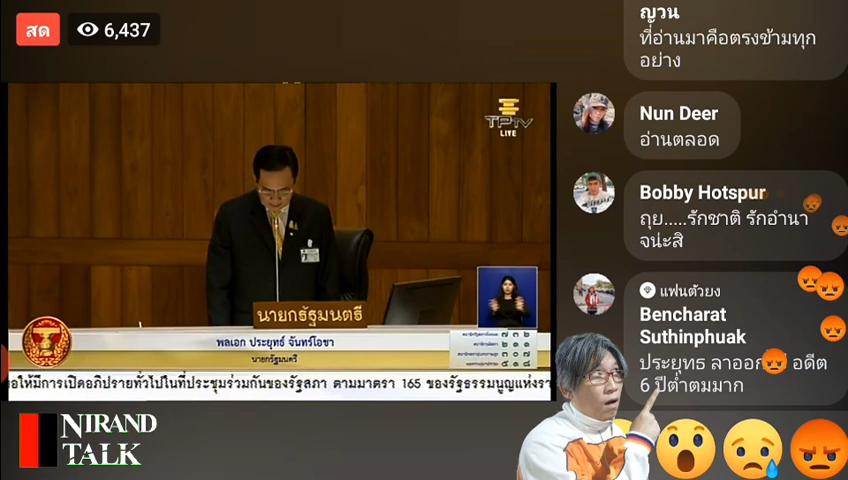 สด
6,437
ญวน
ที่อ่านมาคือตรงข้ามทุก
อย่าง
TPTV
LIVE
Nun Deer
อ่านตลอด
Bobby Hotspur
ถุย.....รักชาติ รักอำนา
จน่ะสิ
แฟนตัวยง
Bencharat
Suthinphuak
ประยุทธ ลาออก อดีต
6 ปีต่ำตมมาก
นายกรัฐมนตรี
พลเอก ประยุทธ์ จันทร์โอชา
นายกรัฐมนตรี
๗๓๒
๒๐๗
อให้มีการเปิดอภิปรายทั่วไปในที่ประชุมร่วมกันของรัฐสภา ตามมาตรา 165 ของรัฐธรรมนูญแห่งรา
NIRAND
TALK